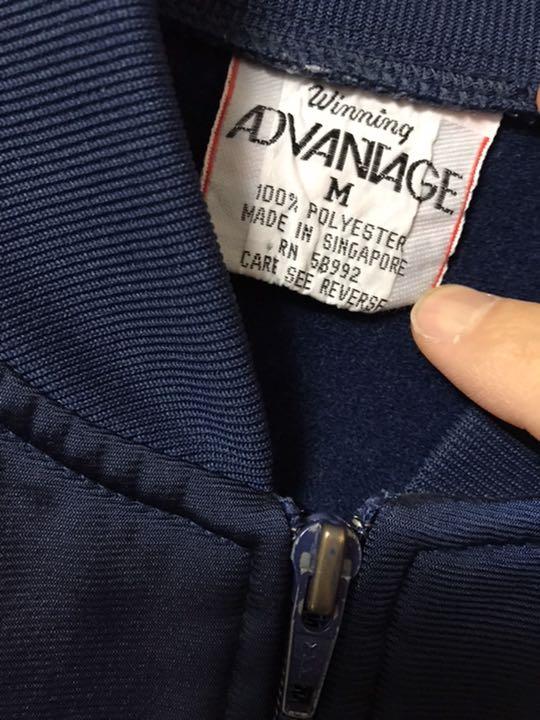 Winning
ADVANTAGE
M
100% POLYESTER
MADE IN SINGAPORE
RN 58992
CARE SEE REVERSE